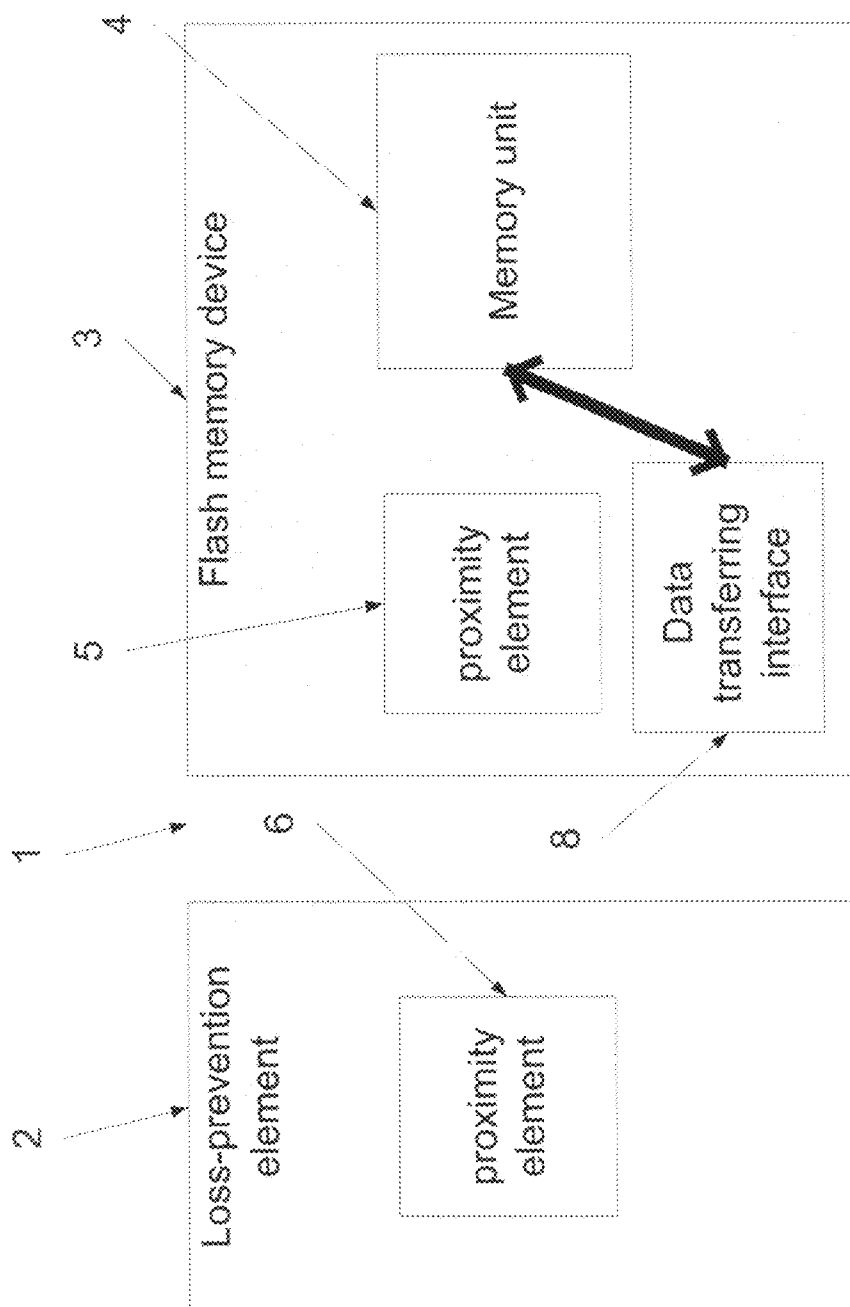 1
2
Loss-prevention
element
6
proximity
element
3
Flash memory device
5
proximity
element
4
Memory unit
8
Data
transferring
interface